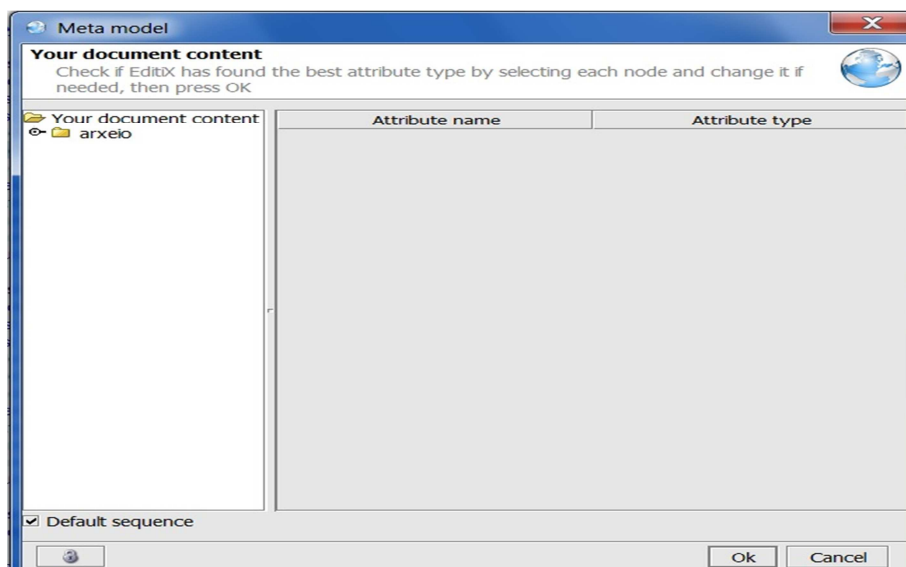 Meta model
Your document content
Check if EditiX has found the best attribute type by selecting each node and change it if
needed, then press OK
Your document content
arxeio
Attribute name
Attribute type
Default sequence
Ok
Cancel